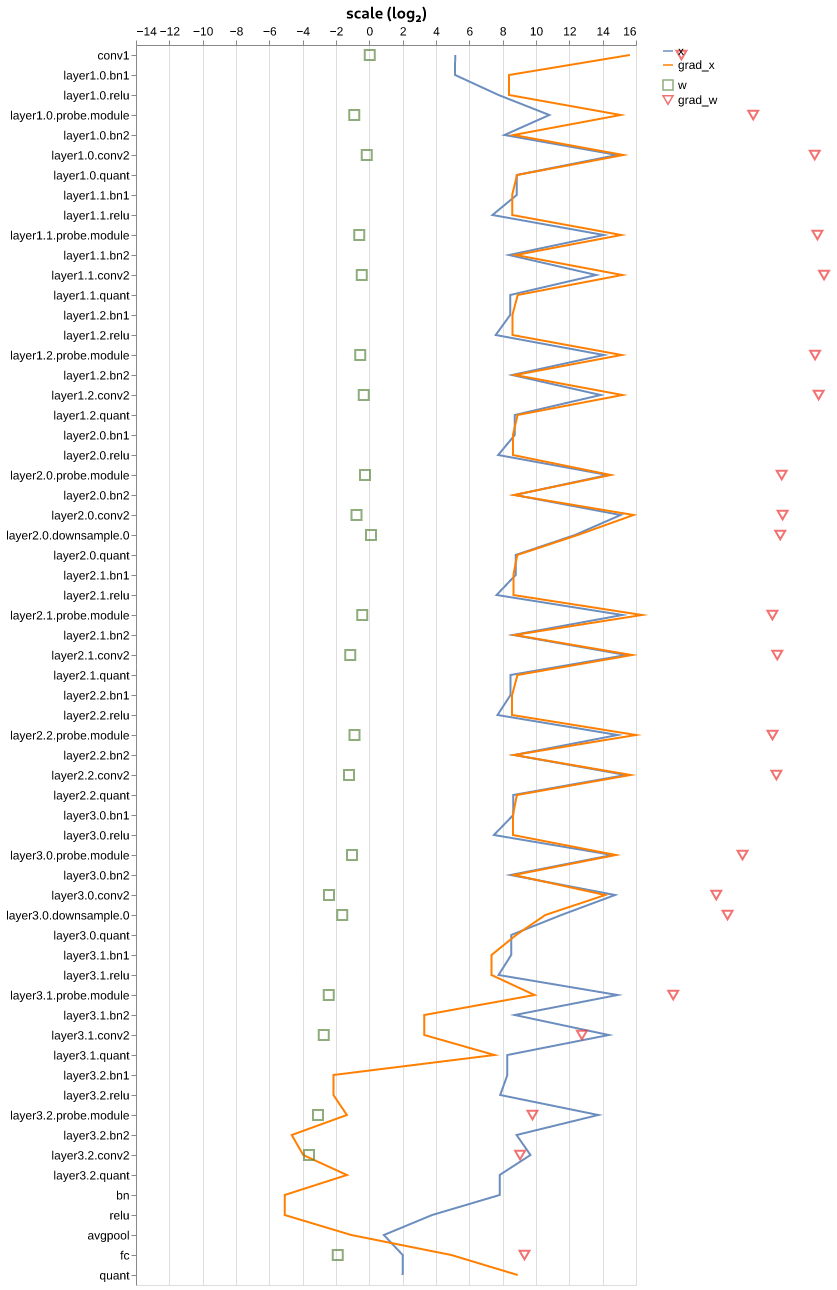 scale (log₂)
−14 −12 −10 −8 −6 −4 −2 0 2 4 6 8 10 12 14 16
x
grad_x
w
grad_w
conv1
layer1.0.bn1
layer1.0.relu
layer1.0.probe.module
layer1.0.bn2
layer1.0.conv2
layer1.0.quant
layer1.1.bn1
layer1.1.relu
layer1.1.probe.module
layer1.1.bn2
layer1.1.conv2
layer1.1.quant
layer1.2.bn1
layer1.2.relu
layer1.2.probe.module
layer1.2.bn2
layer1.2.conv2
layer1.2.quant
layer2.0.bn1
layer2.0.relu
layer2.0.probe.module
layer2.0.bn2
layer2.0.conv2
layer2.0.downsample.0
layer2.0.quant
layer2.1.bn1
layer2.1.relu
layer2.1.probe.module
layer2.1.bn2
layer2.1.conv2
layer2.1.quant
layer2.2.bn1
layer2.2.relu
layer2.2.probe.module
layer2.2.bn2
layer2.2.conv2
layer2.2.quant
layer3.0.bn1
layer3.0.relu
layer3.0.probe.module
layer3.0.bn2
layer3.0.conv2
layer3.0.downsample.0
layer3.0.quant
layer3.1.bn1
layer3.1.relu
layer3.1.probe.module
layer3.1.bn2
layer3.1.conv2
layer3.1.quant
layer3.2.bn1
layer3.2.relu
layer3.2.probe.module
layer3.2.bn2
layer3.2.conv2
layer3.2.quant
bn
relu
avgpool
fc
quant